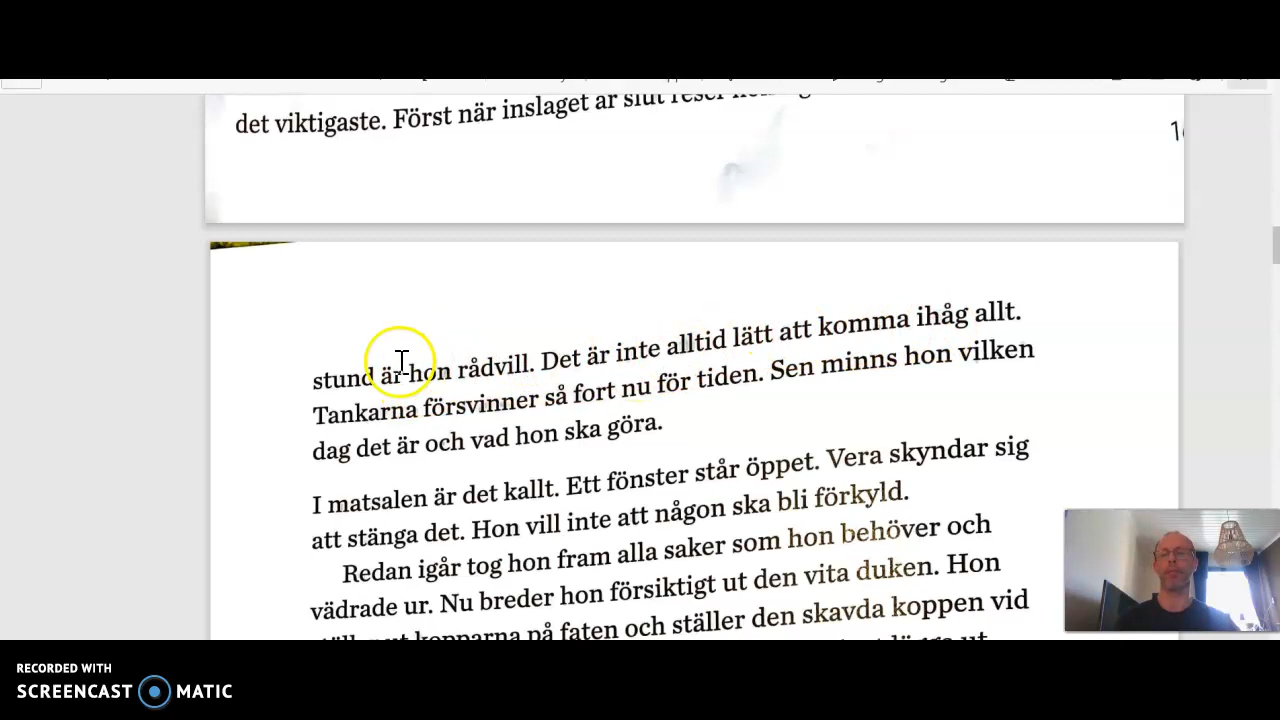 det viktigaste. Först när inslaget är slut reser
stund är hon rådvill. Det är inte alltid lätt att komma ihåg allt.
Tankarna försvinner så fort nu för tiden. Sen minns hon vilken
dag det är och vad hon ska göra.
I matsalen är det kallt. Ett fönster står öppet. Vera skyndar sig
att stänga det. Hon vill inte att någon ska bli förkyld.
Redan igår tog hon fram alla saker som hon behöver och
vädrade ur. Nu breder hon försiktigt ut den vita duken. Hon
kopparna på faten och ställer den skavda koppen vid
RECORDED WITH
SCREENCAST MATIC